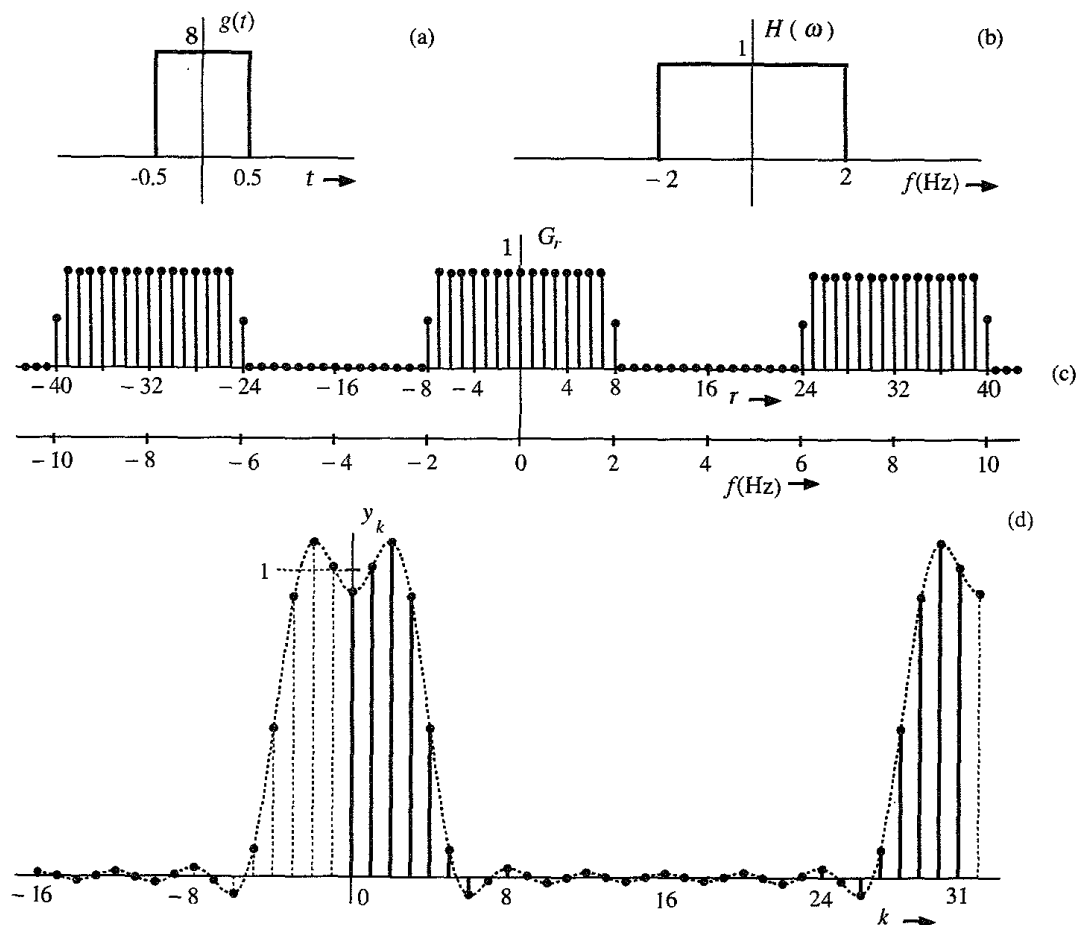 g(t)
8
(a)
-0.5 0.5 t
H ( ω )
1
(b)
-2 2 f(Hz)
1 G_r
-40 -32 -24 -16 -8 -4 0 4 8 16 r 24 32 40
(c)
-10 -8 -6 -4 -2 0 2 4 6 8 10
f(Hz)
(d)
y_k
1
-16 -8 0 8 16 24 31
k